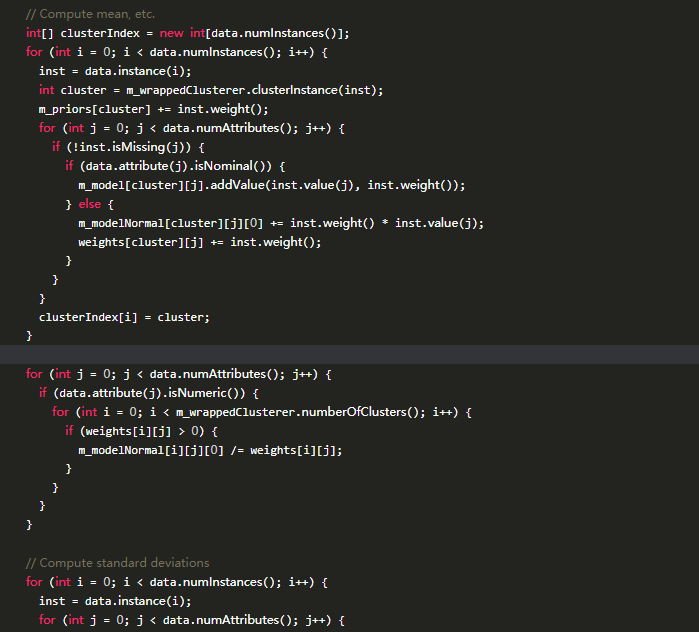 // Compute mean, etc.
int[] clusterIndex = new int[data.numInstances()];
for (int i = 0; i < data.numInstances(); i++) {
  inst = data.instance(i);
  int cluster = m_wrappedClusterer.clusterInstance(inst);
  m_priors[cluster] += inst.weight();
  for (int j = 0; j < data.numAttributes(); j++) {
    if (!inst.isMissing(j)) {
      if (data.attribute(j).isNominal()) {
        m_model[cluster][j].addValue(inst.value(j), inst.weight());
      } else {
        m_modelNormal[cluster][j][0] += inst.weight() * inst.value(j);
        weights[cluster][j] += inst.weight();
      }
    }
  }
  clusterIndex[i] = cluster;
}
for (int j = 0; j < data.numAttributes(); j++) {
  if (data.attribute(j).isNumeric()) {
    for (int i = 0; i < m_wrappedClusterer.numberOfClusters(); i++) {
      if (weights[i][j] > 0) {
        m_modelNormal[i][j][0] /= weights[i][j];
      }
    }
  }
}
// Compute standard deviations
for (int i = 0; i < data.numInstances(); i++) {
  inst = data.instance(i);
  for (int j = 0; j < data.numAttributes(); j++) {